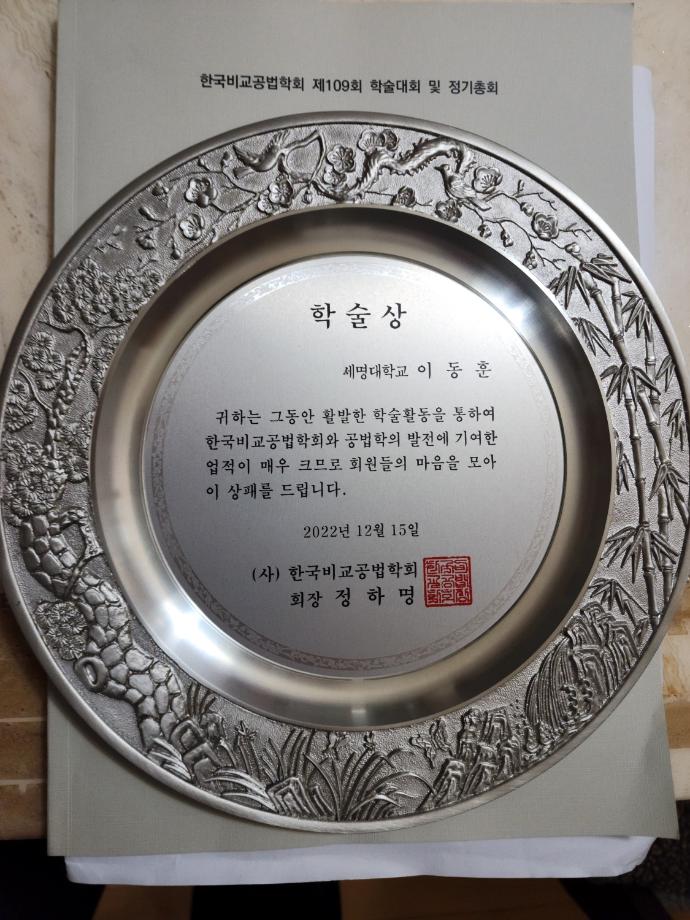 한국비교공법학회 제109회 학술대회 및 정기총회
학술상
세명대학교 이 동 훈
귀하는 그동안 활발한 학술활동을 통하여
한국비교공법학회와 공법학의 발전에 기여한
업적이 매우 크므로 회원들의 마음을 모아
이 상패를 드립니다.
2022년 12월 15일
(사) 한국비교공법학회
회장 정 하 명